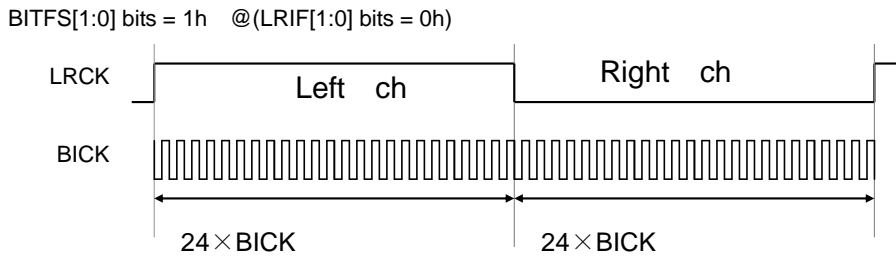 BITFS[1:0] bits = 1h @(LRIF[1:0] bits = 0h)
LRCK
Left ch
Right ch
BICK
24×BICK
24×BICK